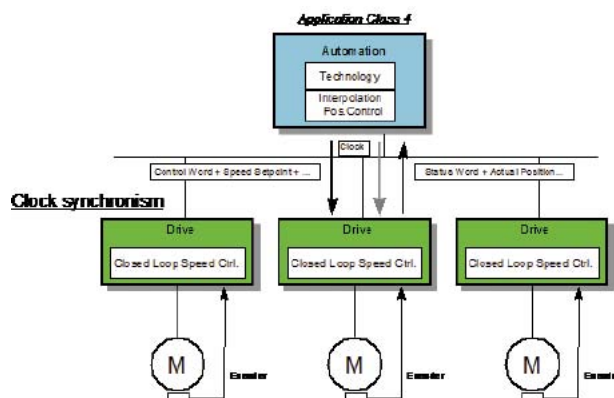 Application Class 4
Automation
Technology
Interpolation
Pos.Control
Clock
Control Word + Speed Setpoint + ...
Status Word + Actual Position...
Clock synchronism
Drive
Drive
Drive
Closed Loop Speed Ctrl.
Closed Loop Speed Ctrl.
Closed Loop Speed Ctrl.
M
M
M
Encoder
Encoder
Encoder